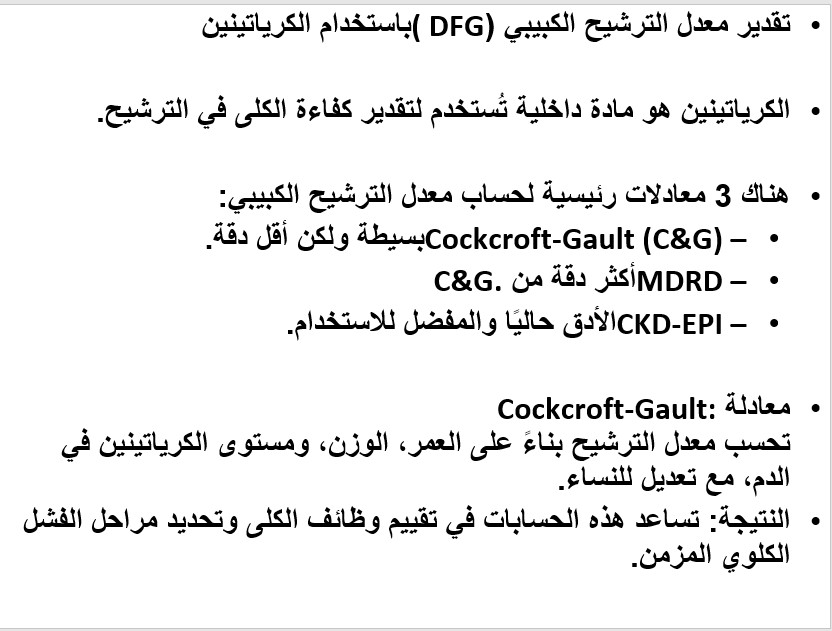 • تقدير معدل الترشيح الكبيبي (DFG )باستخدام الكرياتينين
• الكرياتينين هو مادة داخلية تُستخدم لتقدير كفاءة الكلى في الترشيح.
• هناك 3 معادلات رئيسية لحساب معدل الترشيح الكبيبي:
• – Cockcroft-Gault (C&G)بسيطة ولكن أقل دقة.
• – MDRDأكثر دقة من .C&G
• – CKD-EPIالأدق حاليًا والمفضل للاستخدام.
• معادلة :Cockcroft-Gault
تحسب معدل الترشيح بناءً على العمر، الوزن، ومستوى الكرياتينين في
الدم، مع تعديل للنساء.
• النتيجة: تساعد هذه الحسابات في تقييم وظائف الكلى وتحديد مراحل الفشل
الكلوي المزمن.